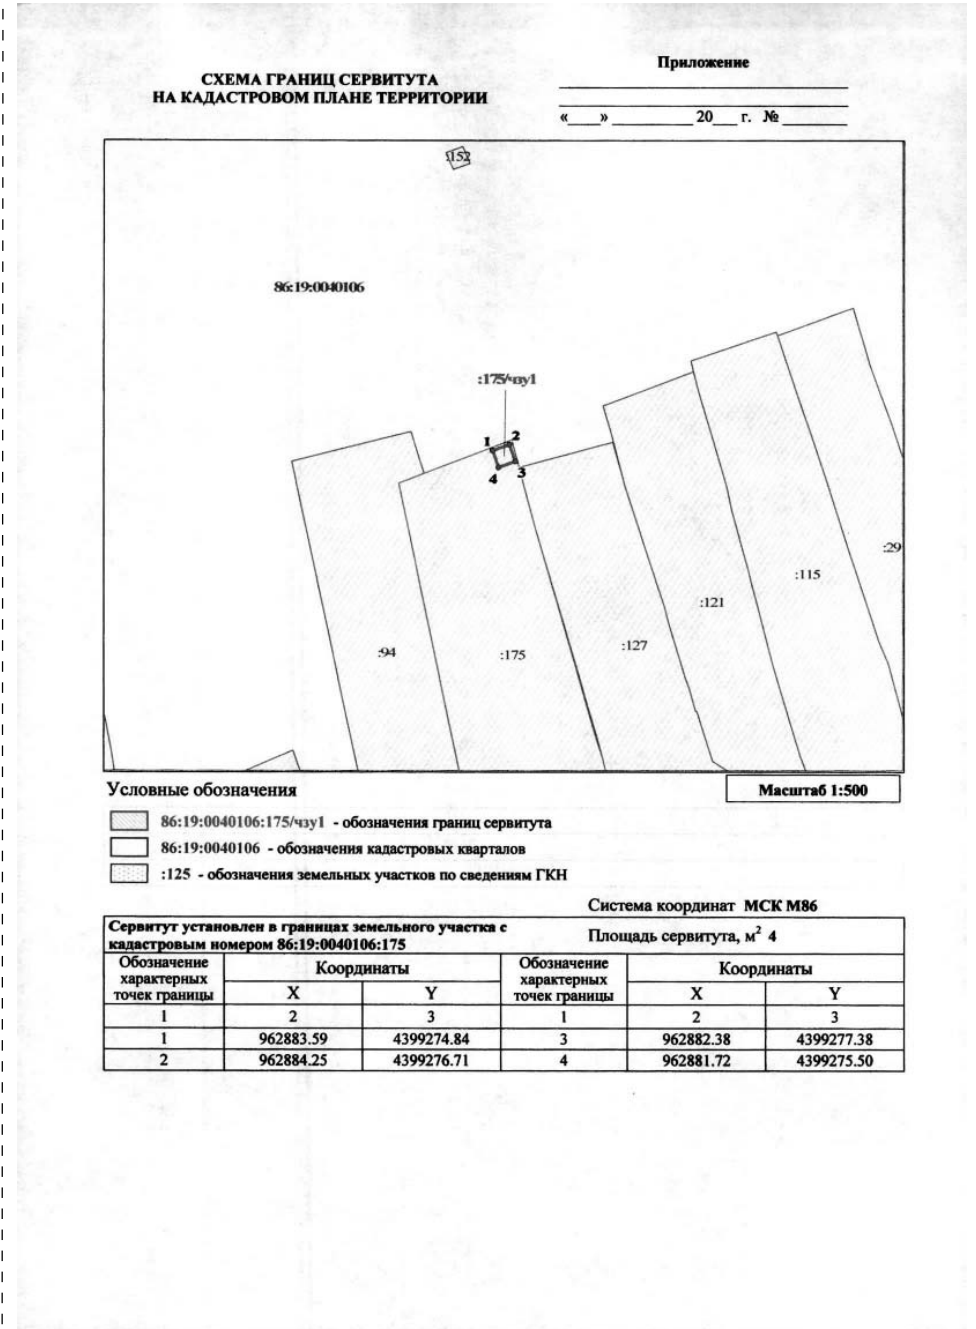 Приложение
СХЕМА ГРАНИЦ СЕРВИТУТА
НА КАДАСТРОВОМ ПЛАНЕ ТЕРРИТОРИИ
«____» __________ 20___ г. № ________
:152
86:19:0040106
:175/чзу1
1 2
4 3
:29
:115
:121
:127
:94 :175
Условные обозначения
Масштаб 1:500
86:19:0040106:175/чзу1 - обозначения границ сервитута
86:19:0040106 - обозначения кадастровых кварталов
:125 - обозначения земельных участков по сведениям ГКН
Система координат МСК М86
Сервитут установлен в границах земельного участка с
кадастровым номером 86:19:0040106:175
Площадь сервитута, м² 4
Обозначение характерных точек границы Координаты Обозначение характерных точек границы Координаты
X Y X Y
1 2 3 1 2 3
1 962883.59 4399274.84 3 962882.38 4399277.38
2 962884.25 4399276.71 4 962881.72 4399275.50